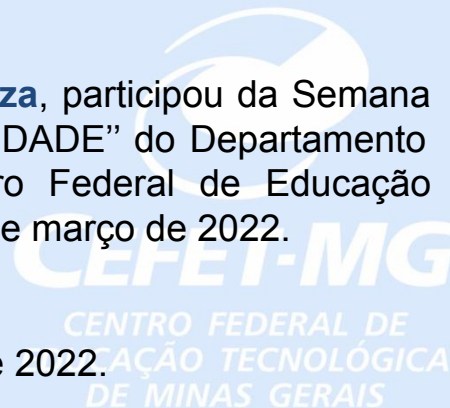 za, participou da Semana
DADE’’ do Departamento
ro Federal de Educação
e março de 2022.
CEFET-MG
CENTRO FEDERAL DE
e 2022.
EDUCAÇÃO TECNOLÓGICA
DE MINAS GERAIS